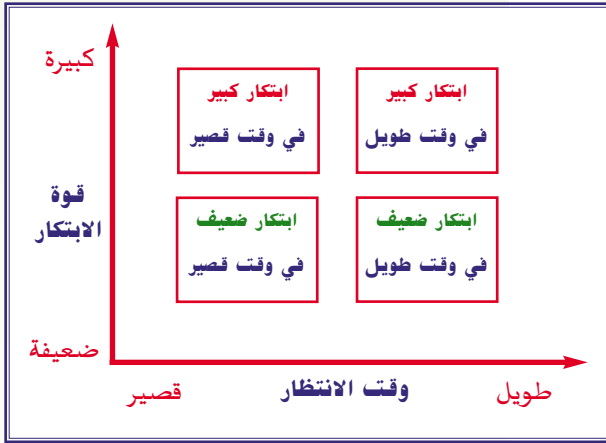 كبيرة
ابتكار كبير
في وقت قصير
ابتكار كبير
في وقت طويل
قوة
الابتكار
ابتكار ضعيف
في وقت قصير
ابتكار ضعيف
في وقت طويل
ضعيفة
قصير
وقت الانتظار
طويل